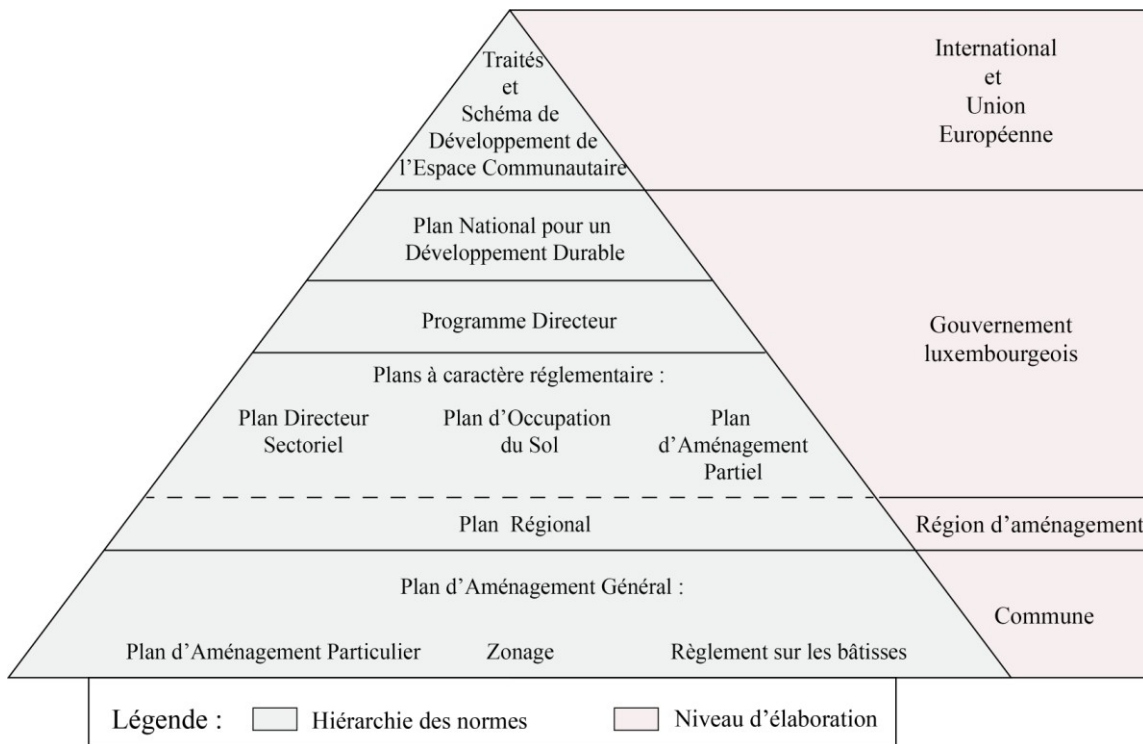 Traités
et
Schéma de
Développement de
l’Espace Communautaire
International
et
Union
Européenne
Plan National pour un
Développement Durable
Programme Directeur
Gouvernement
luxembourgeois
Plans à caractère réglementaire :
Plan Directeur
Sectoriel
Plan d’Occupation
du Sol
Plan
d’Aménagement
Partiel
Plan Régional
Région d’aménagement
Plan d’Aménagement Général :
Commune
Plan d’Aménagement Particulier
Zonage
Règlement sur les bâtisses
Légende :
Hiérarchie des normes
Niveau d’élaboration